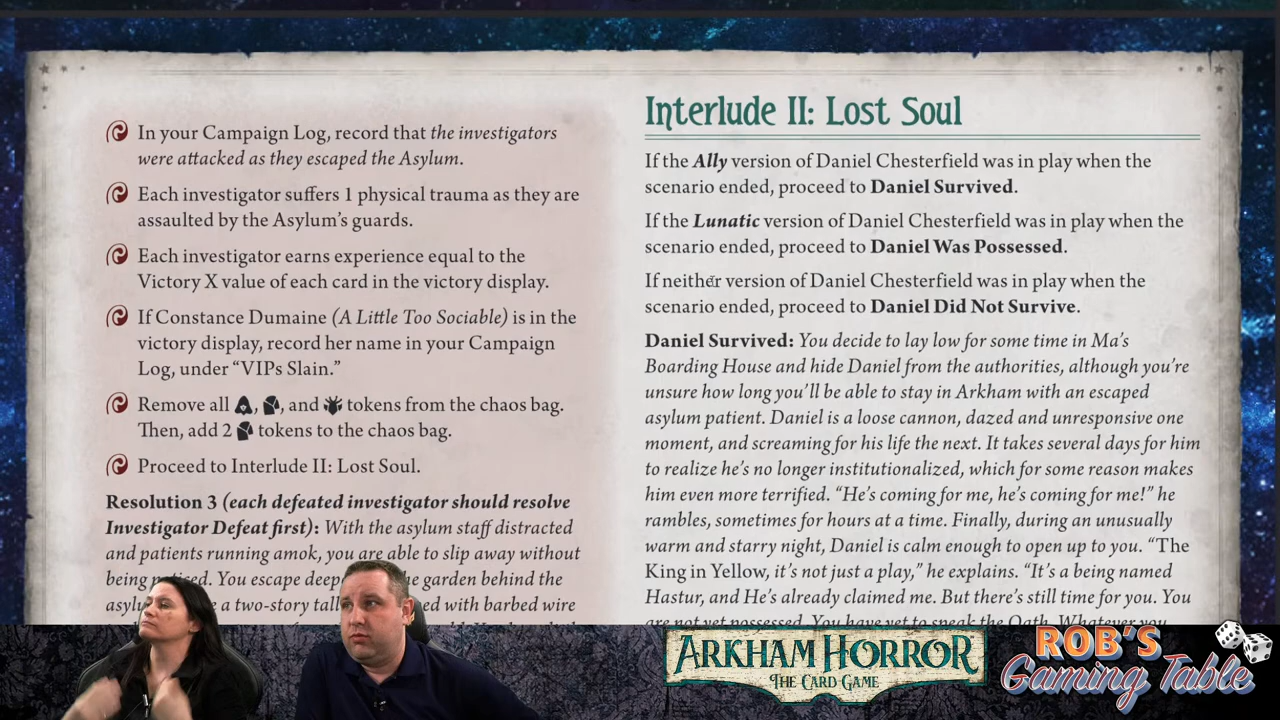 In your Campaign Log, record that the investigators
were attacked as they escaped the Asylum.
Each investigator suffers 1 physical trauma as they are
assaulted by the Asylum's guards.
Each investigator earns experience equal to the
Victory X value of each card in the victory display.
If Constance Dumaine (A Little Too Sociable) is in the
victory display, record her name in your Campaign
Log, under “VIPs Slain.”
Remove all , , and tokens from the chaos bag.
Then, add 2 tokens to the chaos bag.
Proceed to Interlude II: Lost Soul.
Resolution 3 (each defeated investigator should resolve
Investigator Defeat first): With the asylum staff distracted
and patients running amok, you are able to slip away without
being You escape garden behind the
a two-story with barbed wire
Interlude II: Lost Soul
If the Ally version of Daniel Chesterfield was in play when the
scenario ended, proceed to Daniel Survived.
If the Lunatic version of Daniel Chesterfield was in play when the
scenario ended, proceed to Daniel Was Possessed.
If neither version of Daniel Chesterfield was in play when the
scenario ended, proceed to Daniel Did Not Survive.
Daniel Survived: You decide to lay low for some time in Ma's
Boarding House and hide Daniel from the authorities, although you're
unsure how long you'll be able to stay in Arkham with an escaped
asylum patient. Daniel is a loose cannon, dazed and unresponsive one
moment, and screaming for his life the next. It takes several days for him
to realize he's no longer institutionalized, which for some reason makes
him even more terrified. “He's coming for me, he's coming for me!” he
rambles, sometimes for hours at a time. Finally, during an unusually
warm and starry night, Daniel is calm enough to open up to you. “The
King in Yellow, it's not just a play,” he explains. “It's a being named
Hastur, and He's already claimed me. But there's still time for you. You
are not yet possessed. You have yet to speak the Oath. Whatever you
ARKHAM HORROR
THE CARD GAME
ROB'S
Gaming Table